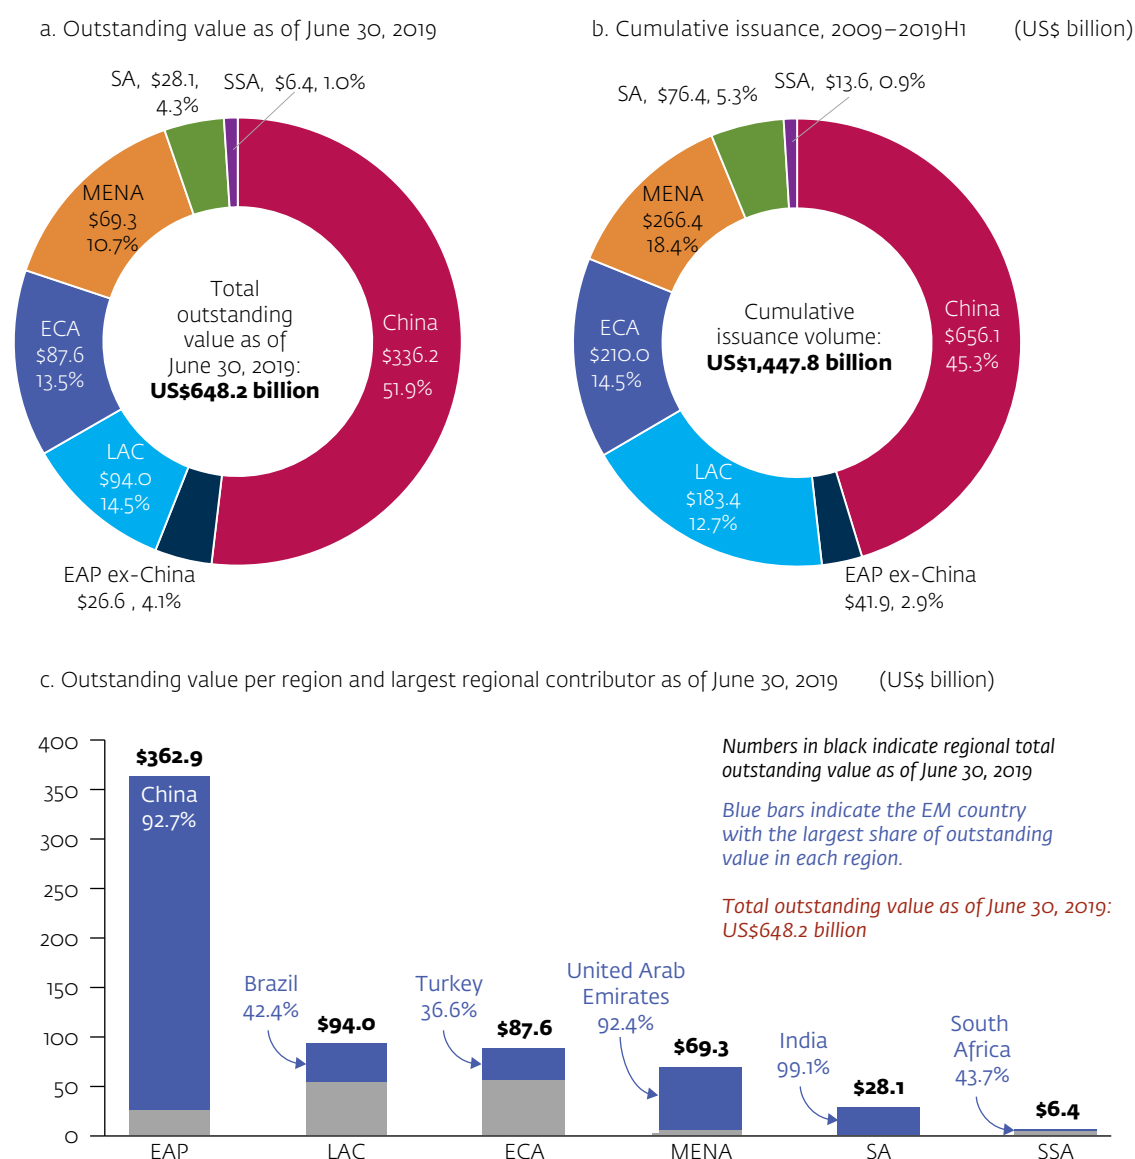 a. Outstanding value as of June 30, 2019
SA, $28.1,
4.3%
SSA, $6.4, 1.0%
MENA
$69.3
10.7%
ECA
$87.6
13.5%
LAC
$94.0
14.5%
EAP ex-China
$26.6 , 4.1%
China
$336.2
51.9%
Total
outstanding
value as of
June 30, 2019:
US$648.2 billion
b. Cumulative issuance, 2009–2019H1 (US$ billion)
SA, $76.4, 5.3%
SSA, $13.6, 0.9%
MENA
$266.4
18.4%
ECA
$210.0
14.5%
LAC
$183.4
12.7%
EAP ex-China
$41.9, 2.9%
China
$656.1
45.3%
Cumulative
issuance volume:
US$1,447.8 billion
c. Outstanding value per region and largest regional contributor as of June 30, 2019 (US$ billion)
400
350
300
250
200
150
100
50
0
$362.9
China
92.7%
Brazil
42.4%
$94.0
Turkey
36.6%
$87.6
United Arab
Emirates
92.4%
$69.3
India
99.1%
$28.1
South
Africa
43.7%
$6.4
Numbers in black indicate regional total
outstanding value as of June 30, 2019
Blue bars indicate the EM country
with the largest share of outstanding
value in each region.
Total outstanding value as of June 30, 2019:
US$648.2 billion
EAP
LAC
ECA
MENA
SA
SSA